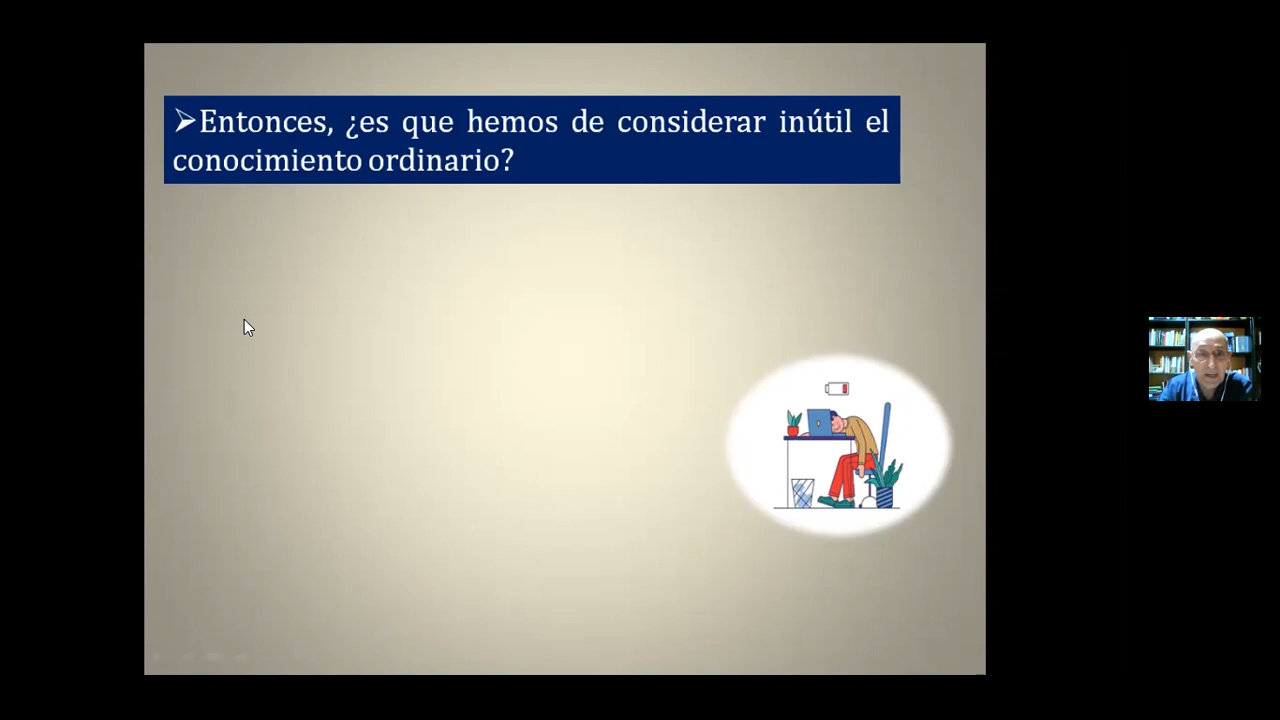 ➢Entonces, ¿es que hemos de considerar inútil el
conocimiento ordinario?